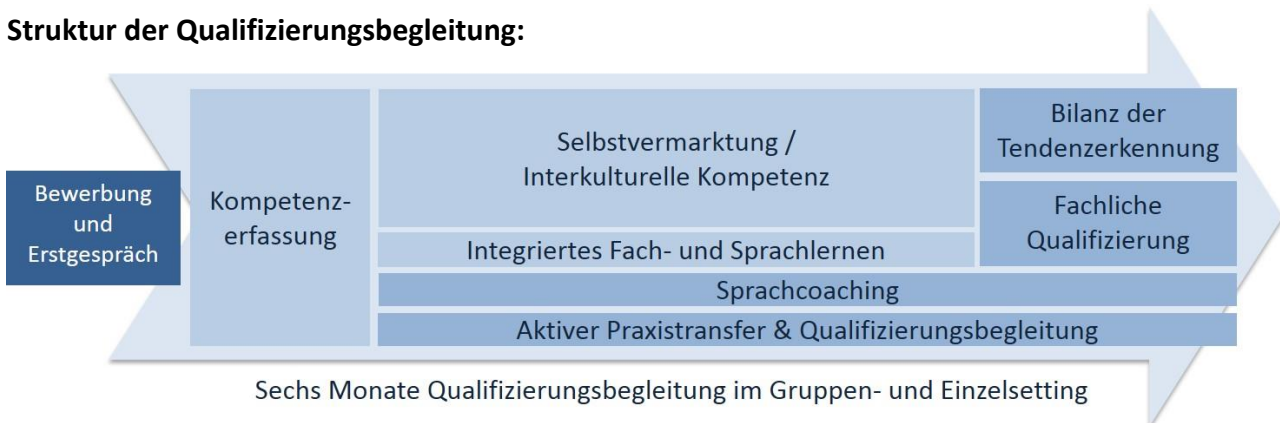 Struktur der Qualifizierungsbegleitung:
Bewerbung
und
Erstgespräch
Kompetenz-
erfassung
Selbstvermarktung /
Interkulturelle Kompetenz
Integriertes Fach- und Sprachlernen
Bilanz der
Tendenzerkennung
Fachliche
Qualifizierung
Sprachcoaching
Aktiver Praxistransfer & Qualifizierungsbegleitung
Sechs Monate Qualifizierungsbegleitung im Gruppen- und Einzelsetting